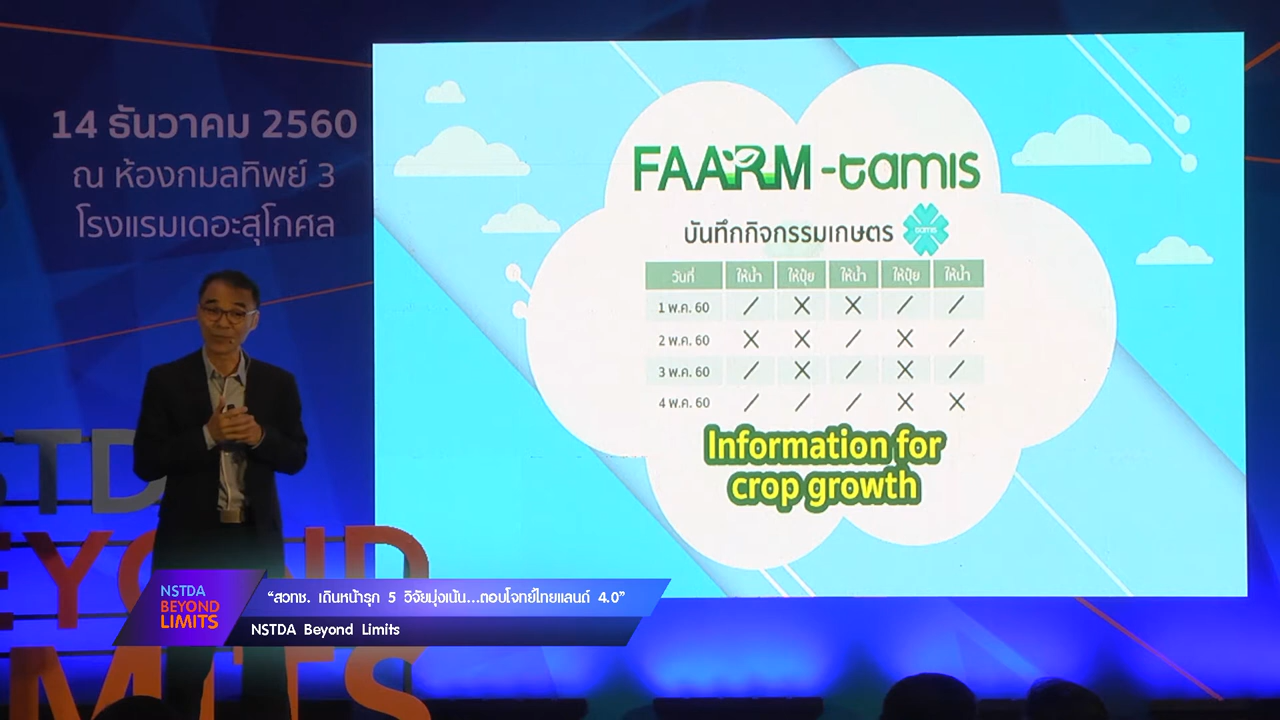 14 ธันวาคม 2560
ณ ห้องกมลทิพย์ 3
โรงแรมเดอะสุโกศล
FAARM -tamis
บันทึกกิจกรรมเกษตร tamis
วันที่ ให้น้ำ ให้ปุ๋ย ให้น้ำ ให้ปุ๋ย ให้น้ำ
1 พ.ค. 60 / X X / /
2 พ.ค. 60 X X / X /
3 พ.ค. 60 / X / X /
4 พ.ค. 60 / / / X X
Information for
crop growth
STDA
EYOND
LIMITS
NSTDA
BEYOND
LIMITS
“สวทช. เดินหน้ารุก 5 วิจัยมุ่งเน้น...ตอบโจทย์ไทยแลนด์ 4.0”
NSTDA Beyond Limits